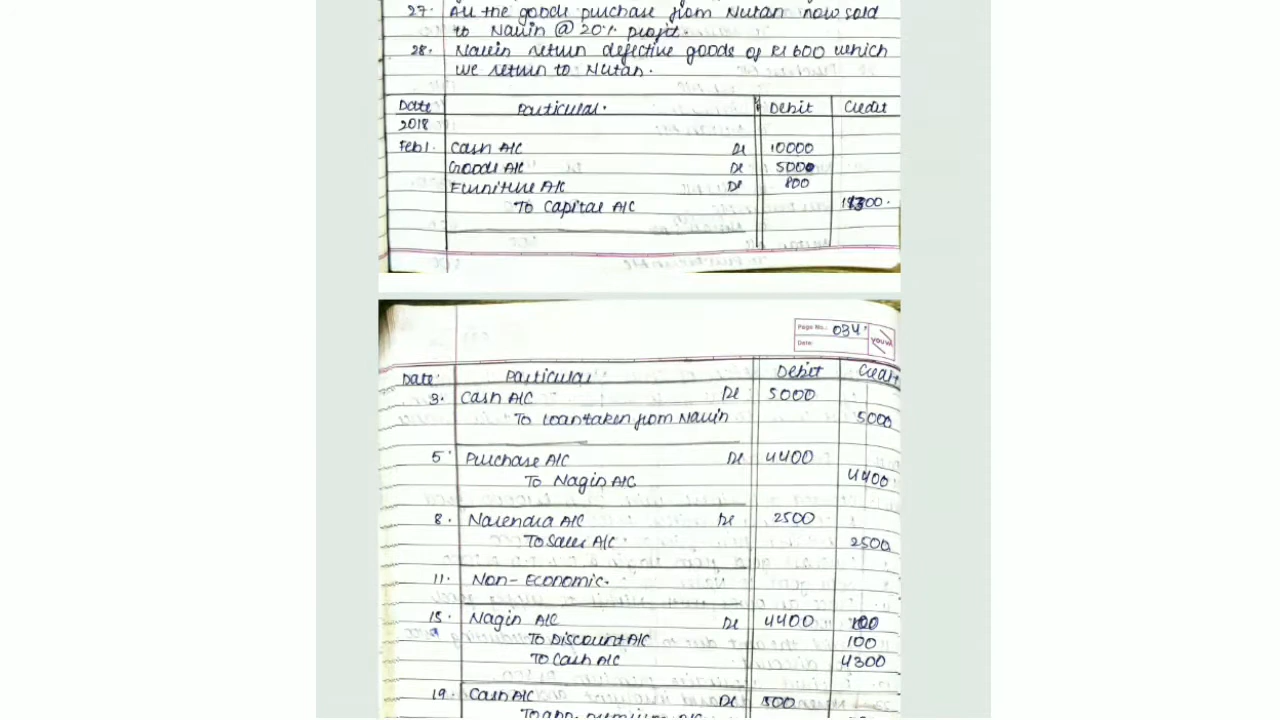 27. All the goods purchase from Nutan now sold
to Navin @ 20% profit.
28. Navin return defective goods of Rs 600 which
we return to Nutan.
Date Particular. Debit Credit
2018
Feb 1. Cash A/C Dr 10000
Goods A/C Dr 5000
Furniture A/C Dr 800
To Capital A/C
Page No.: 034
Date: YOUVA
Date Particular Debit Credit
3. Cash A/C Dr 5000
To Loan taken from Navin 5000
5. Purchase A/C Dr 4400
To Nagin A/C 4400
8. Narendra A/C Dr 2500
To Sales A/C. 2500
11. Non-Economic.
15. Nagin A/C Dr 4400
To Discount A/C 100
To Cash A/C 4300
19. Cash A/C Dr 500